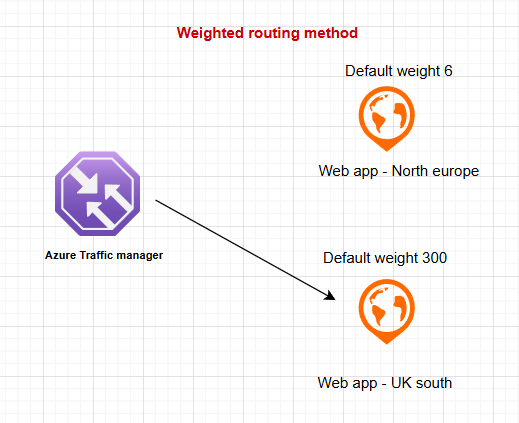 Weighted routing method
Default weight 6
Web app - North europe
Azure Traffic manager
Default weight 300
Web app - UK south